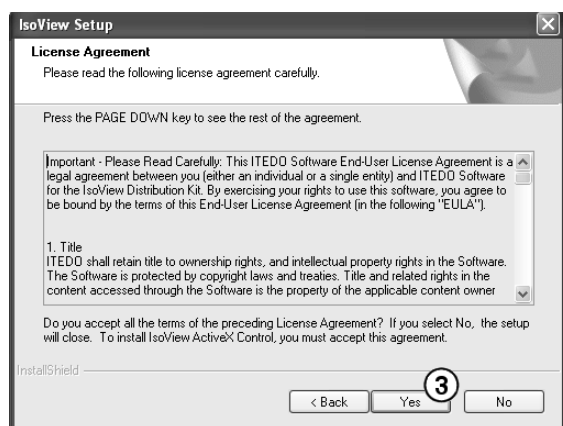 IsoView Setup
License Agreement
Please read the following license agreement carefully.
Press the PAGE DOWN key to see the rest of the agreement.
Important - Please Read Carefully: This ITEDO Software End-User License Agreement is a
legal agreement between you (either an individual or a single entity) and ITEDO Software
for the IsoView Distribution Kit. By exercising your rights to use this software, you agree to
be bound by the terms of this End-User License Agreement (in the following "EULA").
1. Title
ITEDO shall retain title to ownership rights, and intellectual property rights in the Software.
The Software is protected by copyright laws and treaties. Title and related rights in the
content accessed through the Software is the property of the applicable content owner
Do you accept all the terms of the preceding License Agreement? If you select No, the setup
will close. To install IsoView ActiveX Control, you must accept this agreement.
InstallShield
3
< Back Yes No